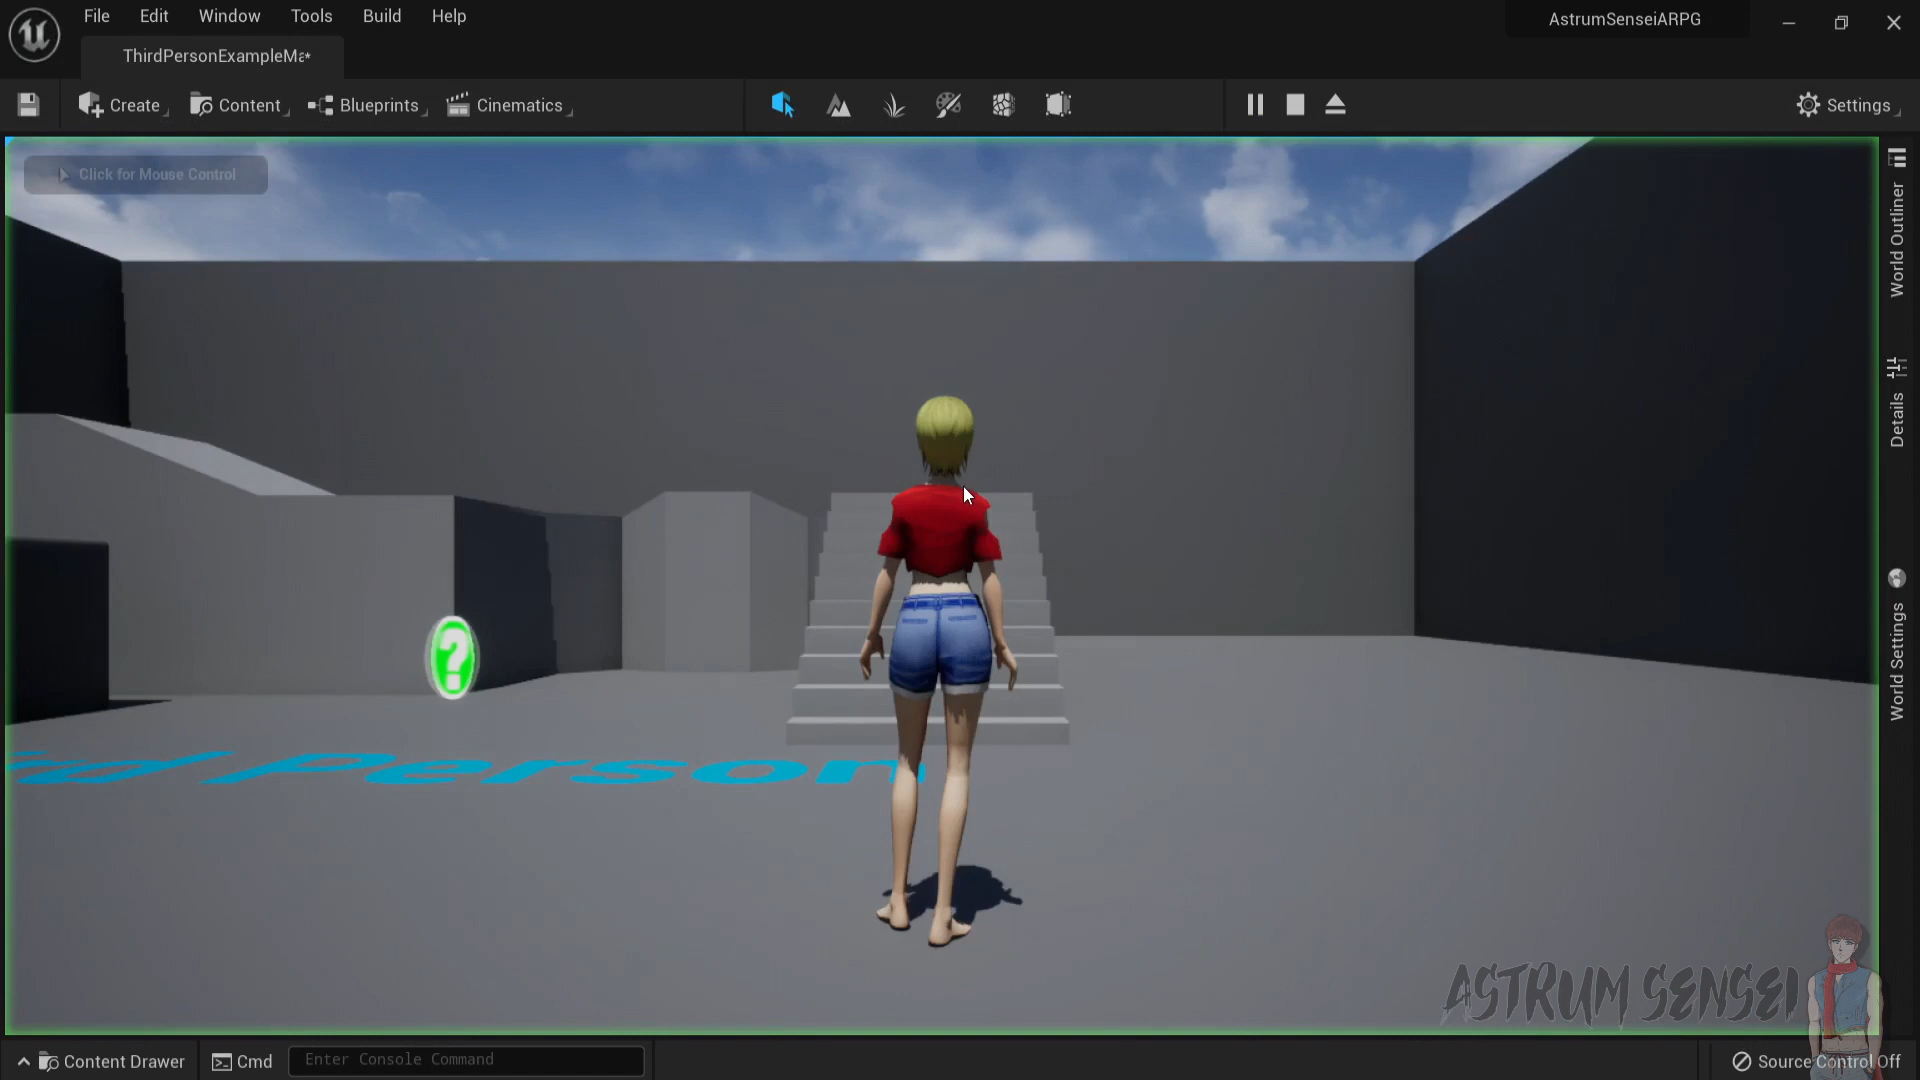 File Edit Window Tools Build Help
AstrumSenseiARPG
ThirdPersonExampleMa*
Create Content Blueprints Cinematics
Settings
Click for Mouse Control
World Outliner
Details
World Settings
?
rd Person
ASTRUM SENSEI
Content Drawer Cmd Enter Console Command
Source Control Off